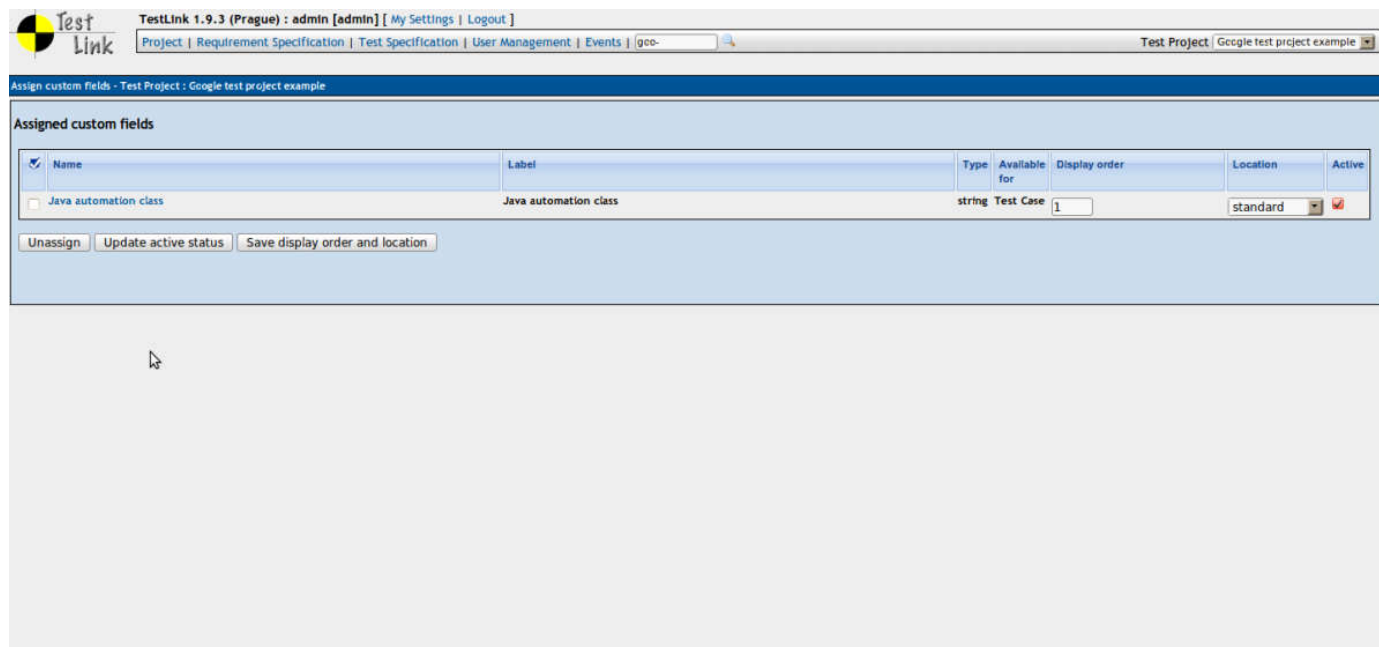 Test Link
TestLink 1.9.3 (Prague) : admin [admin] [ My Settings | Logout ]
Project | Requirement Specification | Test Specification | User Management | Events | goo-
Test Project Google test project example
Assign custom fields - Test Project : Google test project example
Assigned custom fields
Name Label Type Available for Display order Location Active
Java automation class Java automation class string Test Case 1 standard
Unassign Update active status Save display order and location